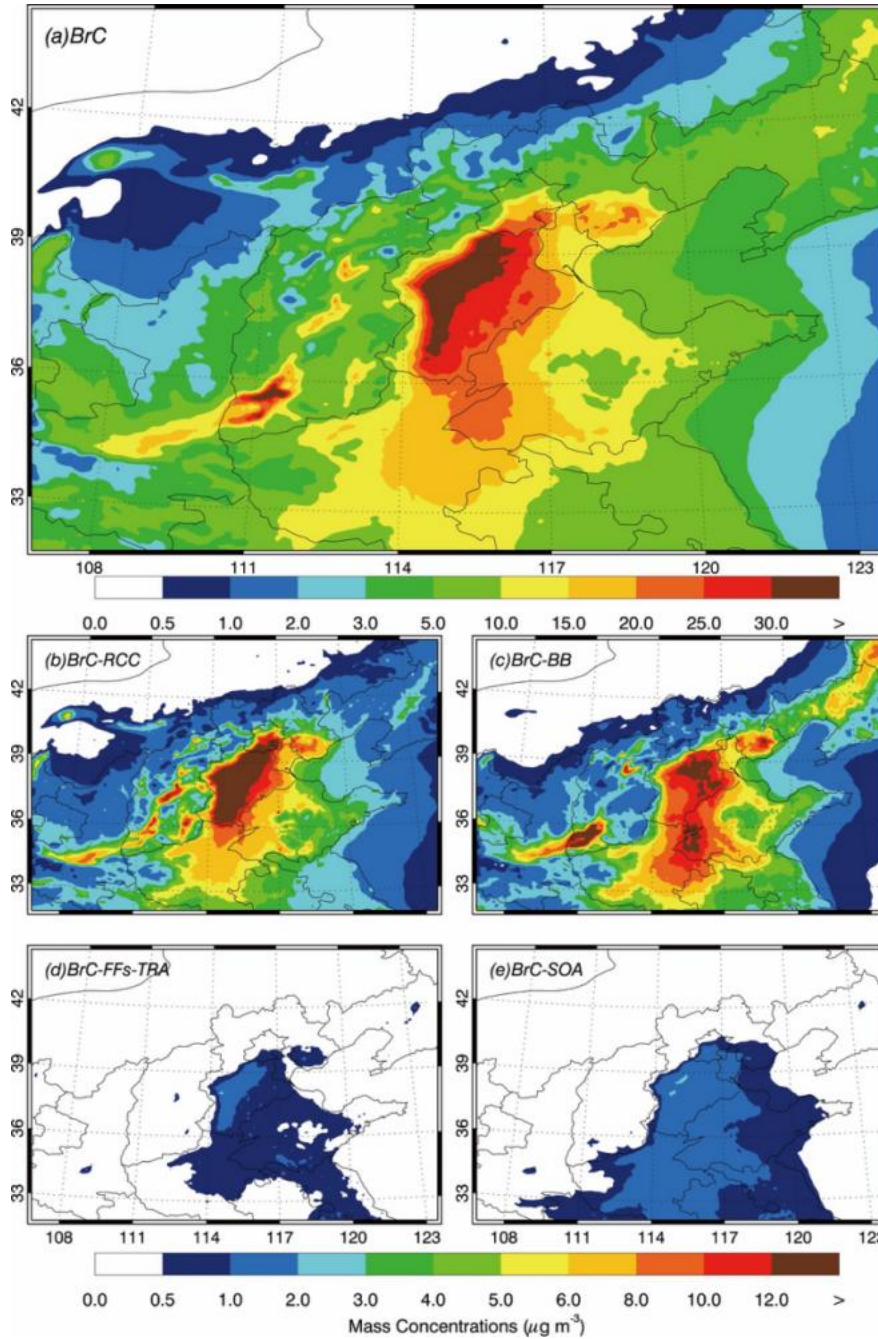 (a)BrC
42
39
36
33
108 111 114 117 120 123
0.0 0.5 1.0 2.0 3.0 5.0 10.0 15.0 20.0 25.0 30.0 >
(b)BrC-RCC
42
39
36
33
(c)BrC-BB
42
39
36
33
(d)BrC-FFs-TRA
42
39
36
33
108 111 114 117 120 123
(e)BrC-SOA
42
39
36
33
108 111 114 117 120 123
0.0 0.5 1.0 2.0 3.0 4.0 5.0 6.0 8.0 10.0 12.0 >
Mass Concentrations (μg m⁻³)